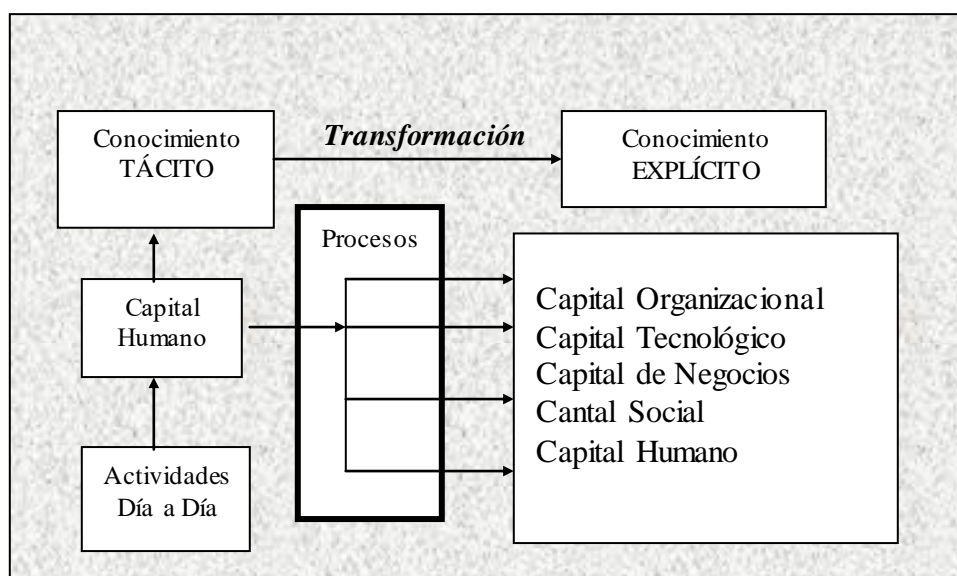 Conocimiento
TÁCITO
Transformación
Conocimiento
EXPLÍCITO
Procesos
Capital
Humano
Capital Organizacional
Capital Tecnológico
Capital de Negocios
Cantal Social
Capital Humano
Actividades
Día a Día